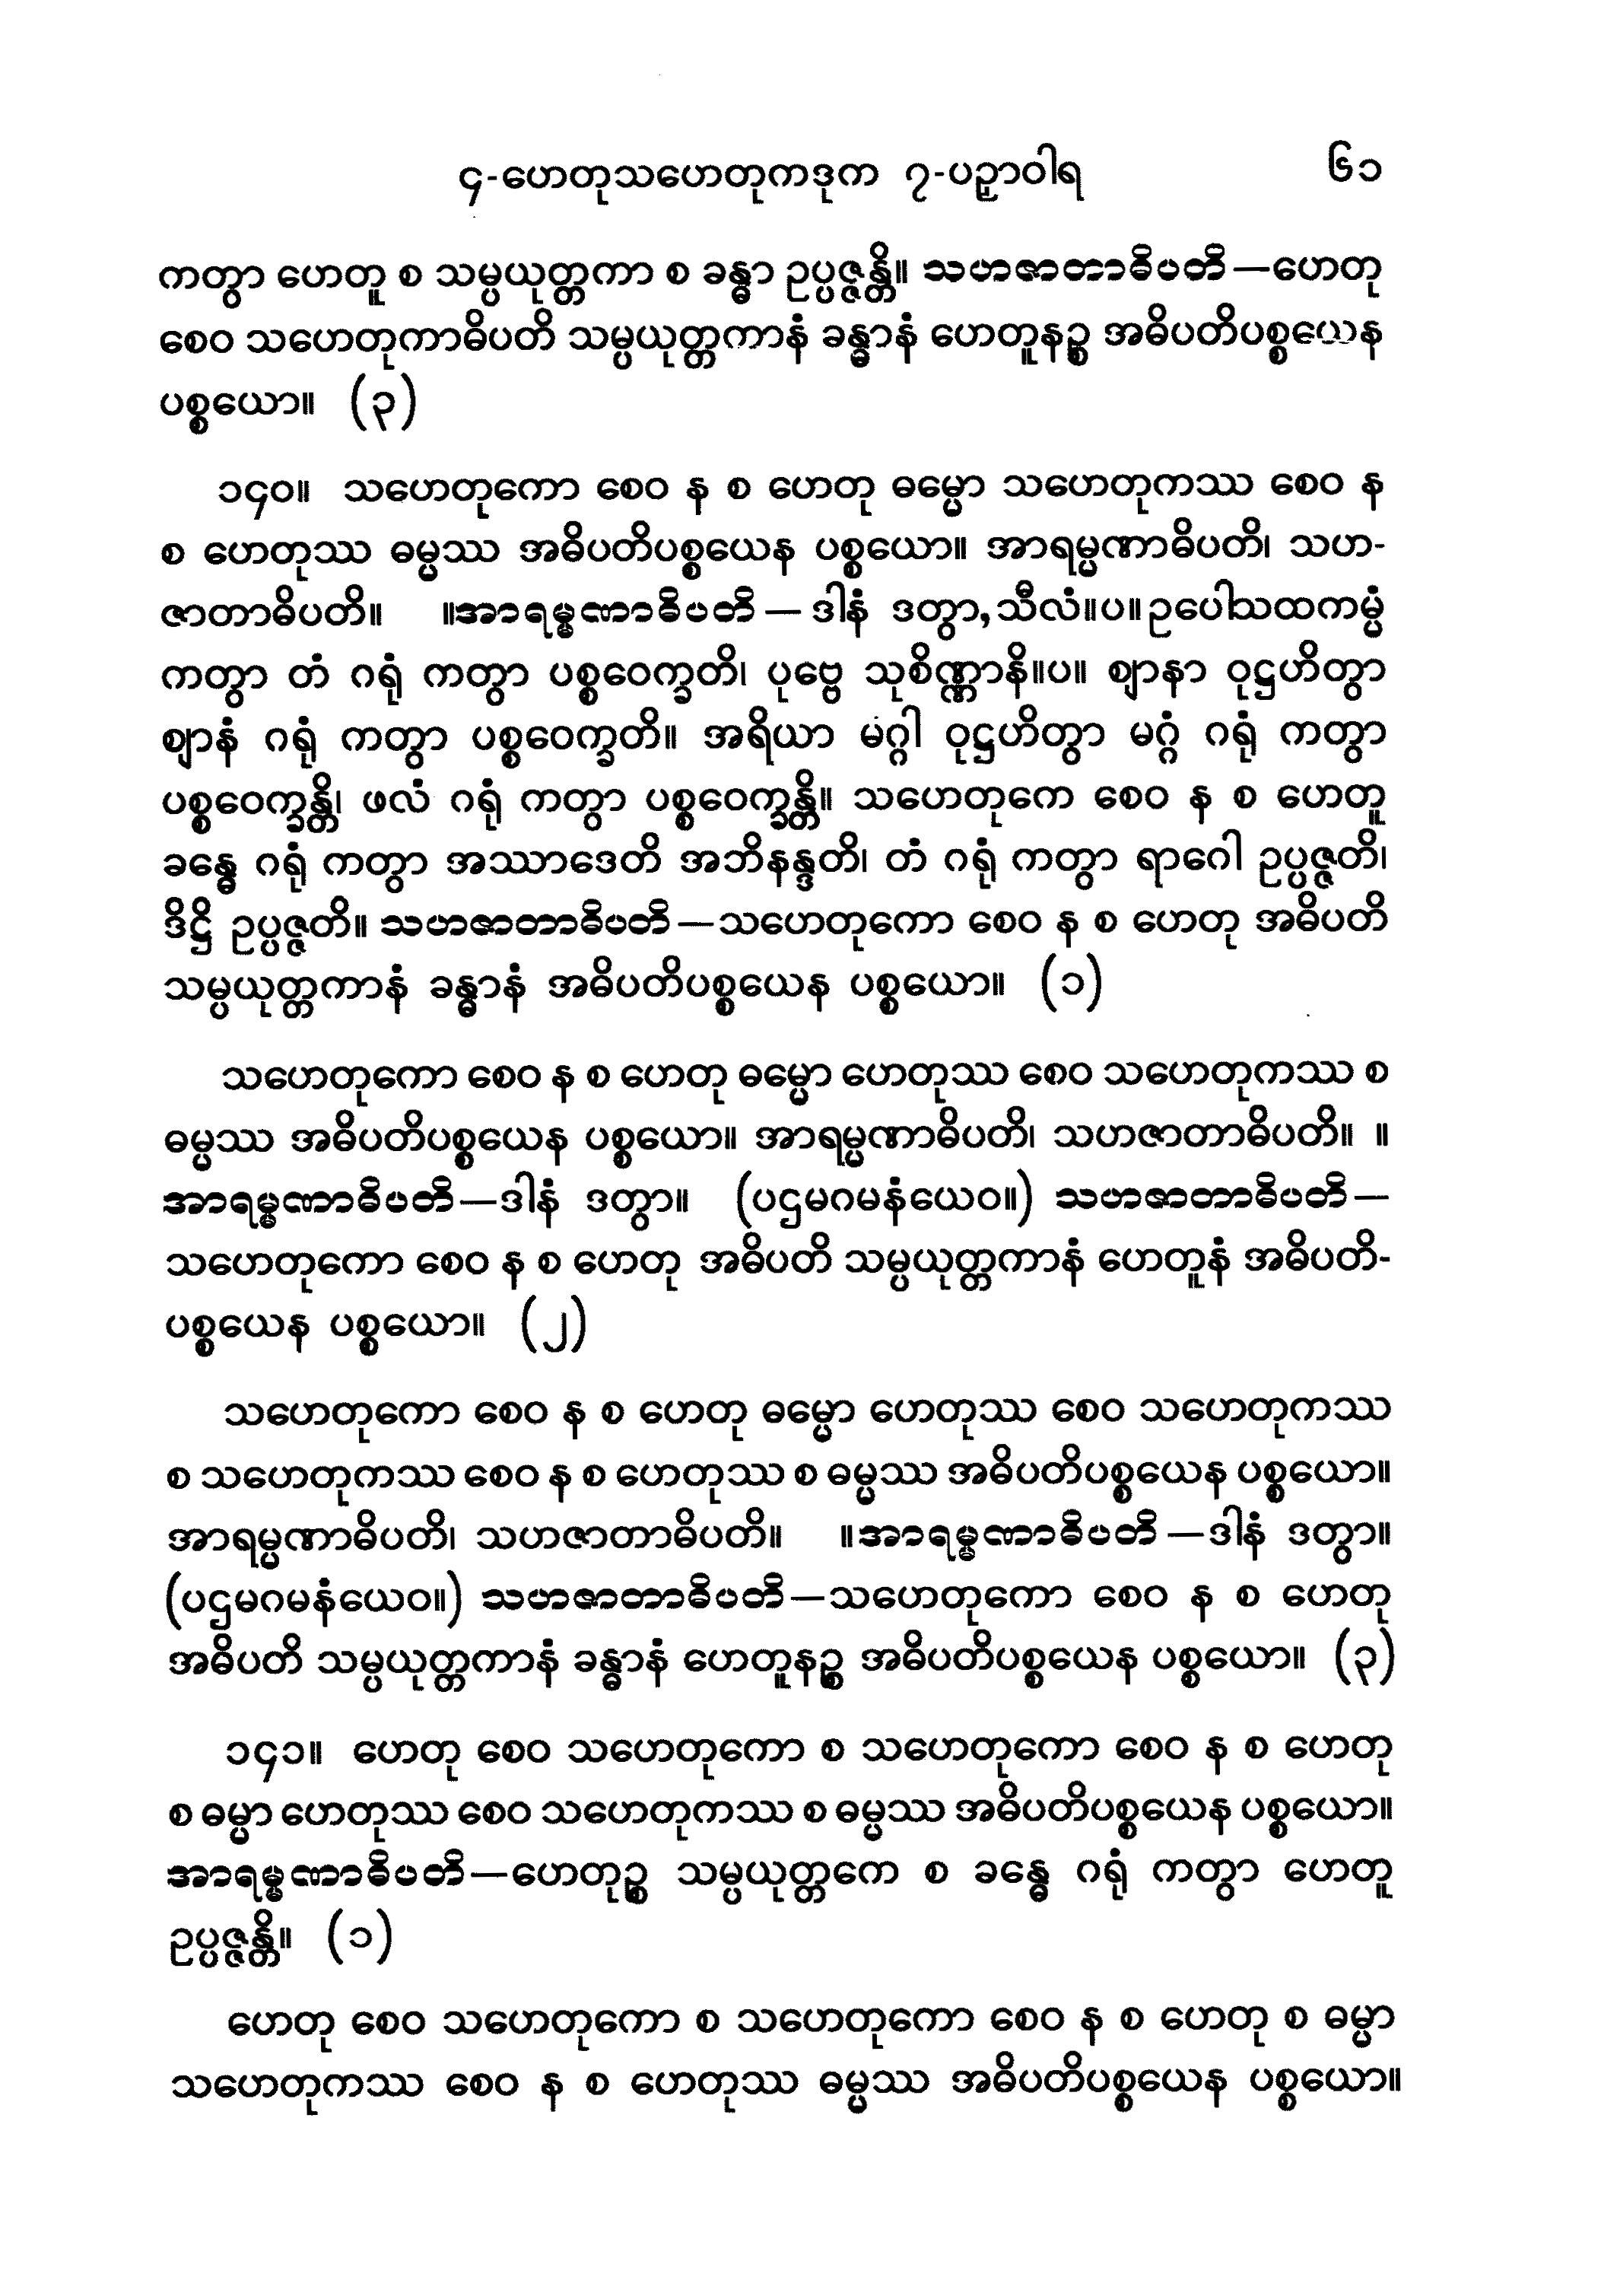 ၄-ဟေတုသဟေတုကဒုက ၇-ပဉှာဝါရ ၆၁
ကတွာ ဟေတူ စ သမ္ပယုတ္တကာ စ ခန္ဓာ ဥပ္ပဇ္ဇန္တိ။ သဟဇာတာဓိပတိ—ဟေတု
စေဝ သဟေတုကာဓိပတိ သမ္ပယုတ္တကာနံ ခန္ဓာနံ ဟေတူနဉ္စ အဓိပတိပစ္စယေန
ပစ္စယော။ (၃)
၁၄၀။ သဟေတုကော စေဝ န စ ဟေတု ဓမ္မော သဟေတုကဿ စေဝ န
စ ဟေတုဿ ဓမ္မဿ အဓိပတိပစ္စယေန ပစ္စယော။ အာရမ္မဏာဓိပတိ၊ သဟ-
ဇာတာဓိပတိ။ ။အာရမ္မဏာဓိပတိ— ဒါနံ ဒတွာ, သီလံ။ပ။ဥပေါသထကမ္မံ
ကတွာ တံ ဂရုံ ကတွာ ပစ္စဝေက္ခတိ၊ ပုဗ္ဗေ သုစိဏ္ဏာနိ။ပ။ ဈာနာ ဝုဋ္ဌဟိတွာ
ဈာနံ ဂရုံ ကတွာ ပစ္စဝေက္ခတိ။ အရိယာ မဂ္ဂါ ဝုဋ္ဌဟိတွာ မဂ္ဂံ ဂရုံ ကတွာ
ပစ္စဝေက္ခန္တိ၊ ဖလံ ဂရုံ ကတွာ ပစ္စဝေက္ခန္တိ။ သဟေတုကေ စေဝ န စ ဟေတူ
ခန္ဓေ ဂရုံ ကတွာ အဿာဒေတိ အဘိနန္ဒတိ၊ တံ ဂရုံ ကတွာ ရာဂေါ ဥပ္ပဇ္ဇတိ၊
ဒိဋ္ဌိ ဥပ္ပဇ္ဇတိ။ သဟဇာတာဓိပတိ—သဟေတုကော စေဝ န စ ဟေတု အဓိပတိ
သမ္ပယုတ္တကာနံ ခန္ဓာနံ အဓိပတိပစ္စယေန ပစ္စယော။ (၁)
သဟေတုကော စေဝ န စ ဟေတု ဓမ္မော ဟေတုဿ စေဝ သဟေတုကဿ စ
ဓမ္မဿ အဓိပတိပစ္စယေန ပစ္စယော။ အာရမ္မဏာဓိပတိ၊ သဟဇာတာဓိပတိ။ ။
အာရမ္မဏာဓိပတိ—ဒါနံ ဒတွာ။ (ပဌမဂမနံယေဝ။) သဟဇာတာဓိပတိ—
သဟေတုကော စေဝ န စ ဟေတု အဓိပတိ သမ္ပယုတ္တကာနံ ဟေတူနံ အဓိပတိ-
ပစ္စယေန ပစ္စယော။ (၂)
သဟေတုကော စေဝ န စ ဟေတု ဓမ္မော ဟေတုဿ စေဝ သဟေတုကဿ
စ သဟေတုကဿ စေဝ န စ ဟေတုဿ စ ဓမ္မဿ အဓိပတိပစ္စယေန ပစ္စယော။
အာရမ္မဏာဓိပတိ၊ သဟဇာတာဓိပတိ။ ။အာရမ္မဏာဓိပတိ—ဒါနံ ဒတွာ။
(ပဌမဂမနံယေဝ။) သဟဇာတာဓိပတိ—သဟေတုကော စေဝ န စ ဟေတု
အဓိပတိ သမ္ပယုတ္တကာနံ ခန္ဓာနံ ဟေတူနဉ္စ အဓိပတိပစ္စယေန ပစ္စယော။ (၃)
၁၄၁။ ဟေတု စေဝ သဟေတုကော စ သဟေတုကော စေဝ န စ ဟေတု
စ ဓမ္မာ ဟေတုဿ စေဝ သဟေတုကဿ စ ဓမ္မဿ အဓိပတိပစ္စယေန ပစ္စယော။
အာရမ္မဏာဓိပတိ—ဟေတုဉ္စ သမ္ပယုတ္တကေ စ ခန္ဓေ ဂရုံ ကတွာ ဟေတူ
ဥပ္ပဇ္ဇန္တိ။ (၁)
ဟေတု စေဝ သဟေတုကော စ သဟေတုကော စေဝ န စ ဟေတု စ ဓမ္မာ
သဟေတုကဿ စေဝ န စ ဟေတုဿ ဓမ္မဿ အဓိပတိပစ္စယေန ပစ္စယော။